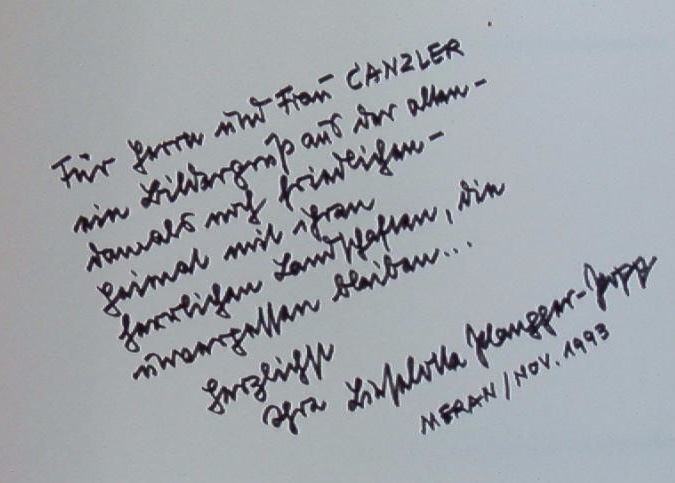 Für Herrn und Frau CANZLER
ein Bildergruß aus der alten -
damals noch friedlichen -
Heimat mit ihren
herrlichen Landschaften, die
unvergessen bleiben...
Herzlichst
Ihre Lieselotte
MERAN/NOV. 1993